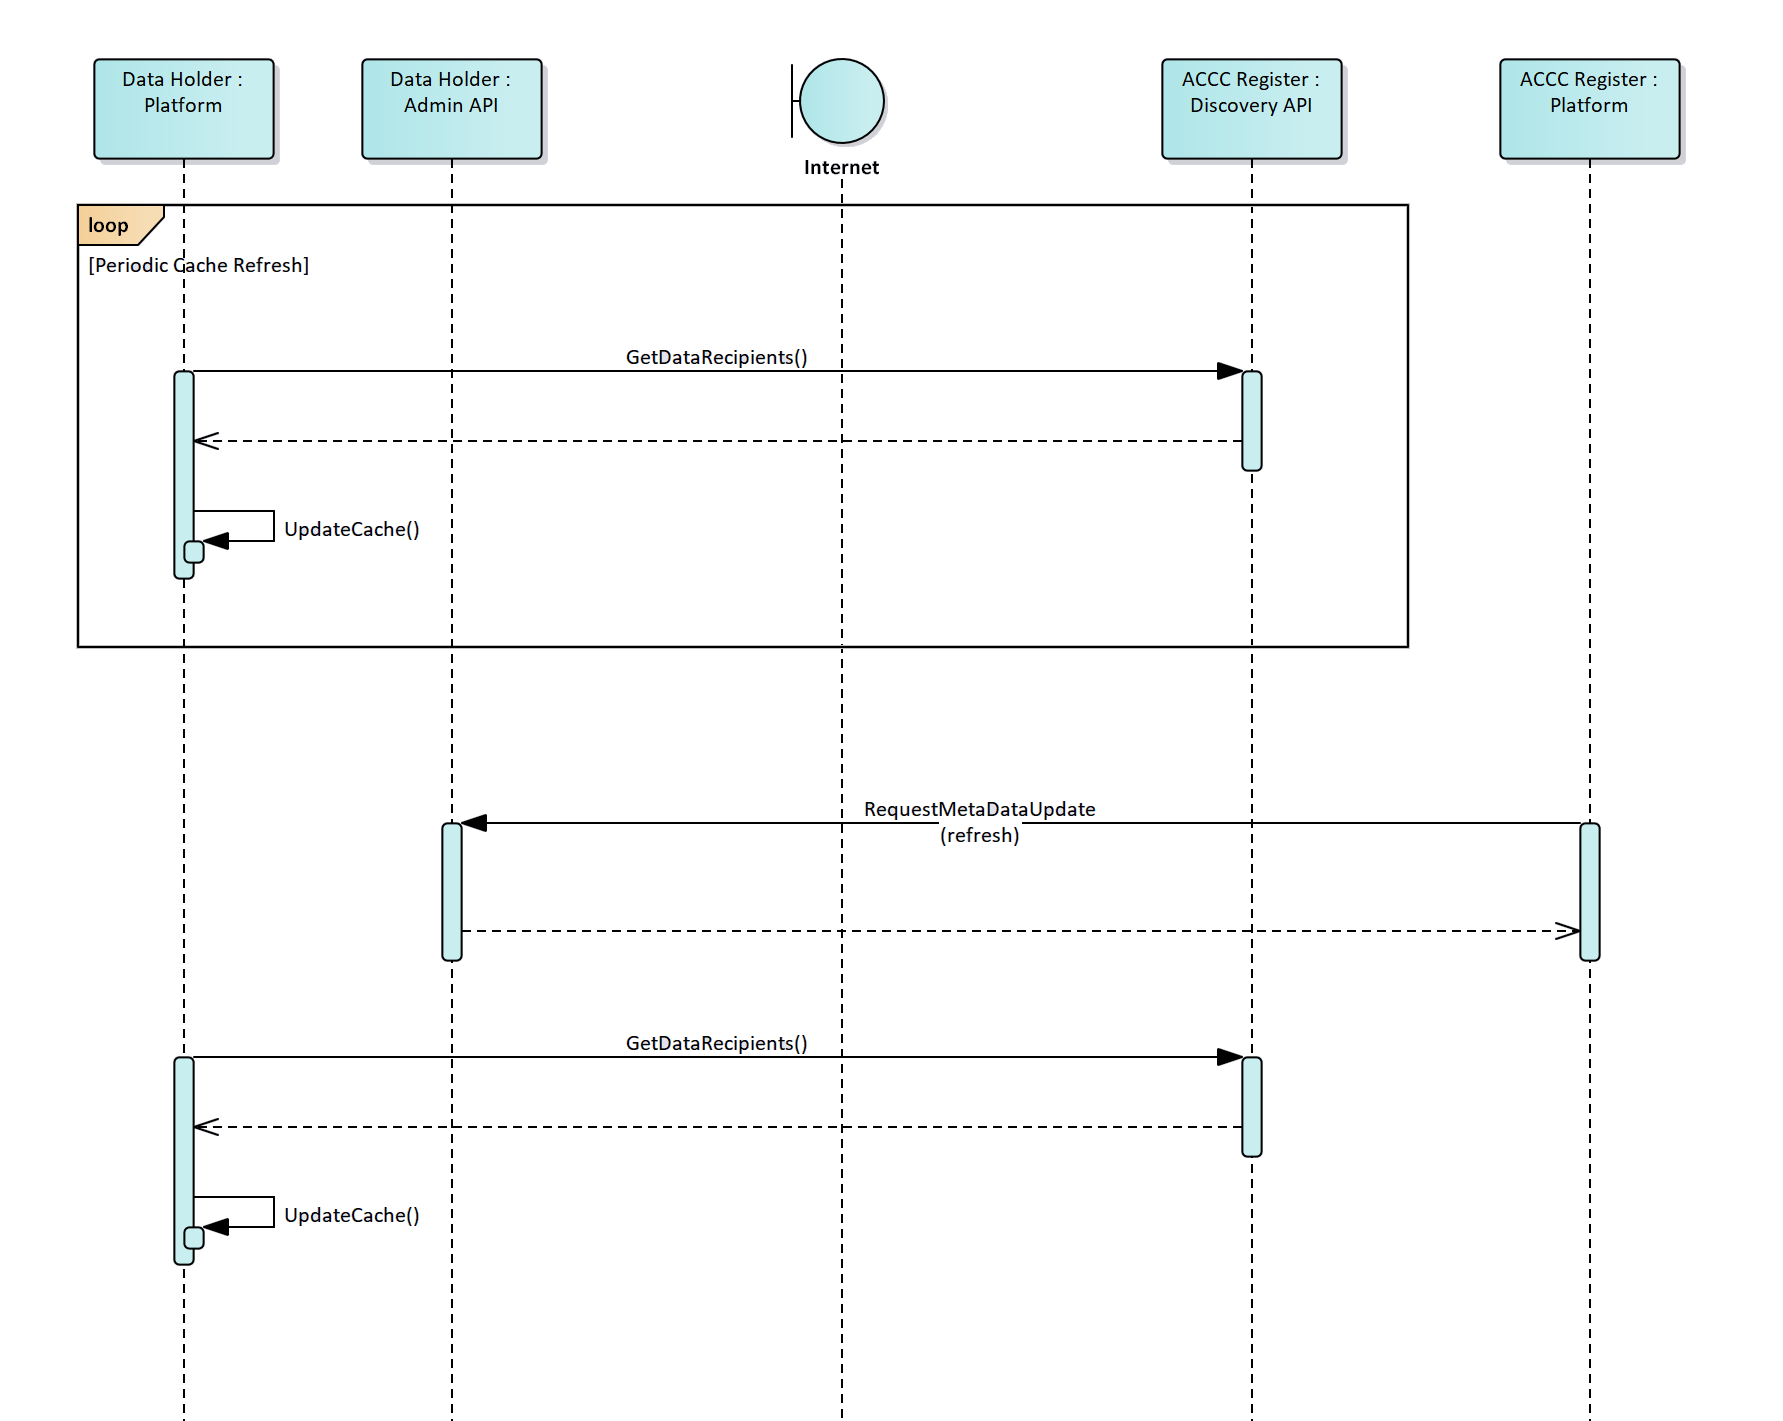 Data Holder :
Platform
Data Holder :
Admin API
Internet
ACCC Register :
Discovery API
ACCC Register :
Platform
loop
[Periodic Cache Refresh]
GetDataRecipients()
UpdateCache()
RequestMetaDataUpdate
(refresh)
GetDataRecipients()
UpdateCache()